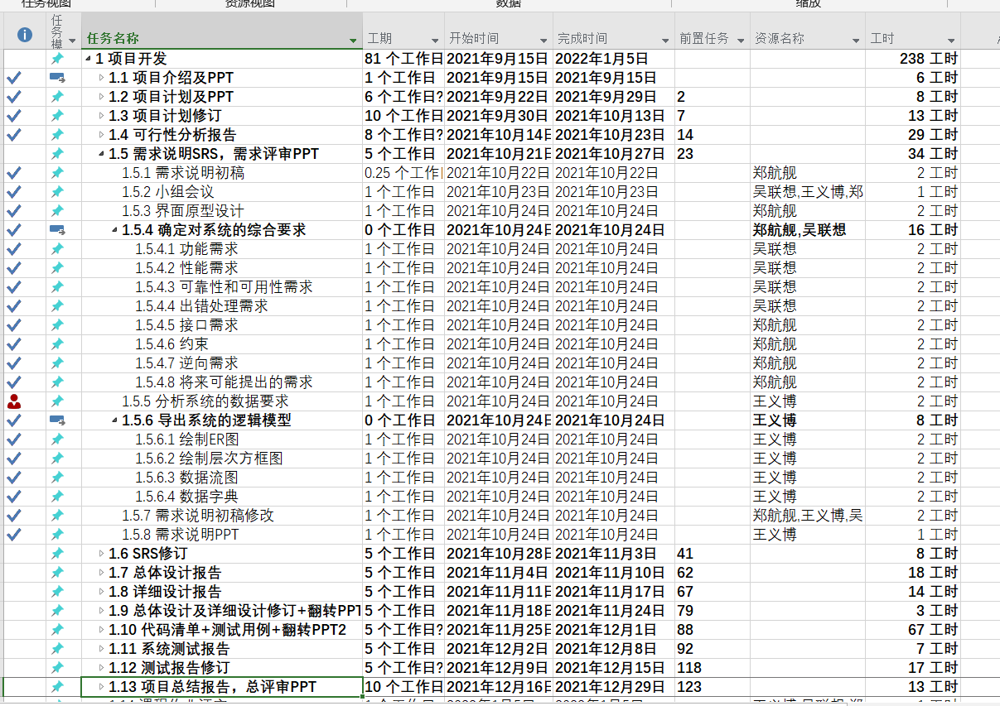 任务视图 资源视图 数据 缩放
任务模 任务名称 工期 开始时间 完成时间 前置任务 资源名称 工时
1 项目开发 81 个工作日 2021年9月15日 2022年1月5日 238 工时
1.1 项目介绍及PPT 1 个工作日 2021年9月15日 2021年9月15日 6 工时
1.2 项目计划及PPT 6 个工作日? 2021年9月22日 2021年9月29日 2 8 工时
1.3 项目计划修订 10 个工作日 2021年9月30日 2021年10月13日 7 13 工时
1.4 可行性分析报告 8 个工作日? 2021年10月14日 2021年10月23日 14 29 工时
1.5 需求说明SRS，需求评审PPT 5 个工作日 2021年10月21日 2021年10月27日 23 34 工时
1.5.1 需求说明初稿 0.25 个工作日 2021年10月22日 2021年10月22日 郑航舰 2 工时
1.5.2 小组会议 1 个工作日 2021年10月23日 2021年10月23日 吴联想,王义博,郑 1 工时
1.5.3 界面原型设计 1 个工作日 2021年10月24日 2021年10月24日 郑航舰 2 工时
1.5.4 确定对系统的综合要求 0 个工作日 2021年10月24日 2021年10月24日 郑航舰,吴联想 16 工时
1.5.4.1 功能需求 1 个工作日 2021年10月24日 2021年10月24日 吴联想 2 工时
1.5.4.2 性能需求 1 个工作日 2021年10月24日 2021年10月24日 吴联想 2 工时
1.5.4.3 可靠性和可用性需求 1 个工作日 2021年10月24日 2021年10月24日 吴联想 2 工时
1.5.4.4 出错处理需求 1 个工作日 2021年10月24日 2021年10月24日 吴联想 2 工时
1.5.4.5 接口需求 1 个工作日 2021年10月24日 2021年10月24日 郑航舰 2 工时
1.5.4.6 约束 1 个工作日 2021年10月24日 2021年10月24日 郑航舰 2 工时
1.5.4.7 逆向需求 1 个工作日 2021年10月24日 2021年10月24日 郑航舰 2 工时
1.5.4.8 将来可能提出的需求 1 个工作日 2021年10月24日 2021年10月24日 郑航舰 2 工时
1.5.5 分析系统的数据要求 1 个工作日 2021年10月24日 2021年10月24日 王义博 2 工时
1.5.6 导出系统的逻辑模型 0 个工作日 2021年10月24日 2021年10月24日 王义博 8 工时
1.5.6.1 绘制ER图 1 个工作日 2021年10月24日 2021年10月24日 王义博 2 工时
1.5.6.2 绘制层次方框图 1 个工作日 2021年10月24日 2021年10月24日 王义博 2 工时
1.5.6.3 数据流图 1 个工作日 2021年10月24日 2021年10月24日 王义博 2 工时
1.5.6.4 数据字典 1 个工作日 2021年10月24日 2021年10月24日 王义博 2 工时
1.5.7 需求说明初稿修改 1 个工作日 2021年10月24日 2021年10月24日 郑航舰,王义博,吴 2 工时
1.5.8 需求说明PPT 1 个工作日 2021年10月24日 2021年10月24日 王义博 1 工时
1.6 SRS修订 5 个工作日 2021年10月28日 2021年11月3日 41 8 工时
1.7 总体设计报告 5 个工作日 2021年11月4日 2021年11月10日 62 18 工时
1.8 详细设计报告 5 个工作日 2021年11月11日 2021年11月17日 67 14 工时
1.9 总体设计及详细设计修订+翻转PPT 5 个工作日 2021年11月18日 2021年11月24日 79 3 工时
1.10 代码清单+测试用例+翻转PPT2 5 个工作日? 2021年11月25日 2021年12月1日 88 67 工时
1.11 系统测试报告 5 个工作日 2021年12月2日 2021年12月8日 92 7 工时
1.12 测试报告修订 5 个工作日? 2021年12月9日 2021年12月15日 118 17 工时
1.13 项目总结报告，总评审PPT 10 个工作日 2021年12月16日 2021年12月29日 123 13 工时